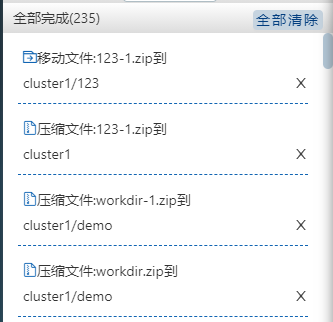 全部完成(235) 全部清除
移动文件:123-1.zip到
cluster1/123 X
压缩文件:123-1.zip到
cluster1 X
压缩文件:workdir-1.zip到
cluster1/demo X
压缩文件:workdir.zip到
cluster1/demo X